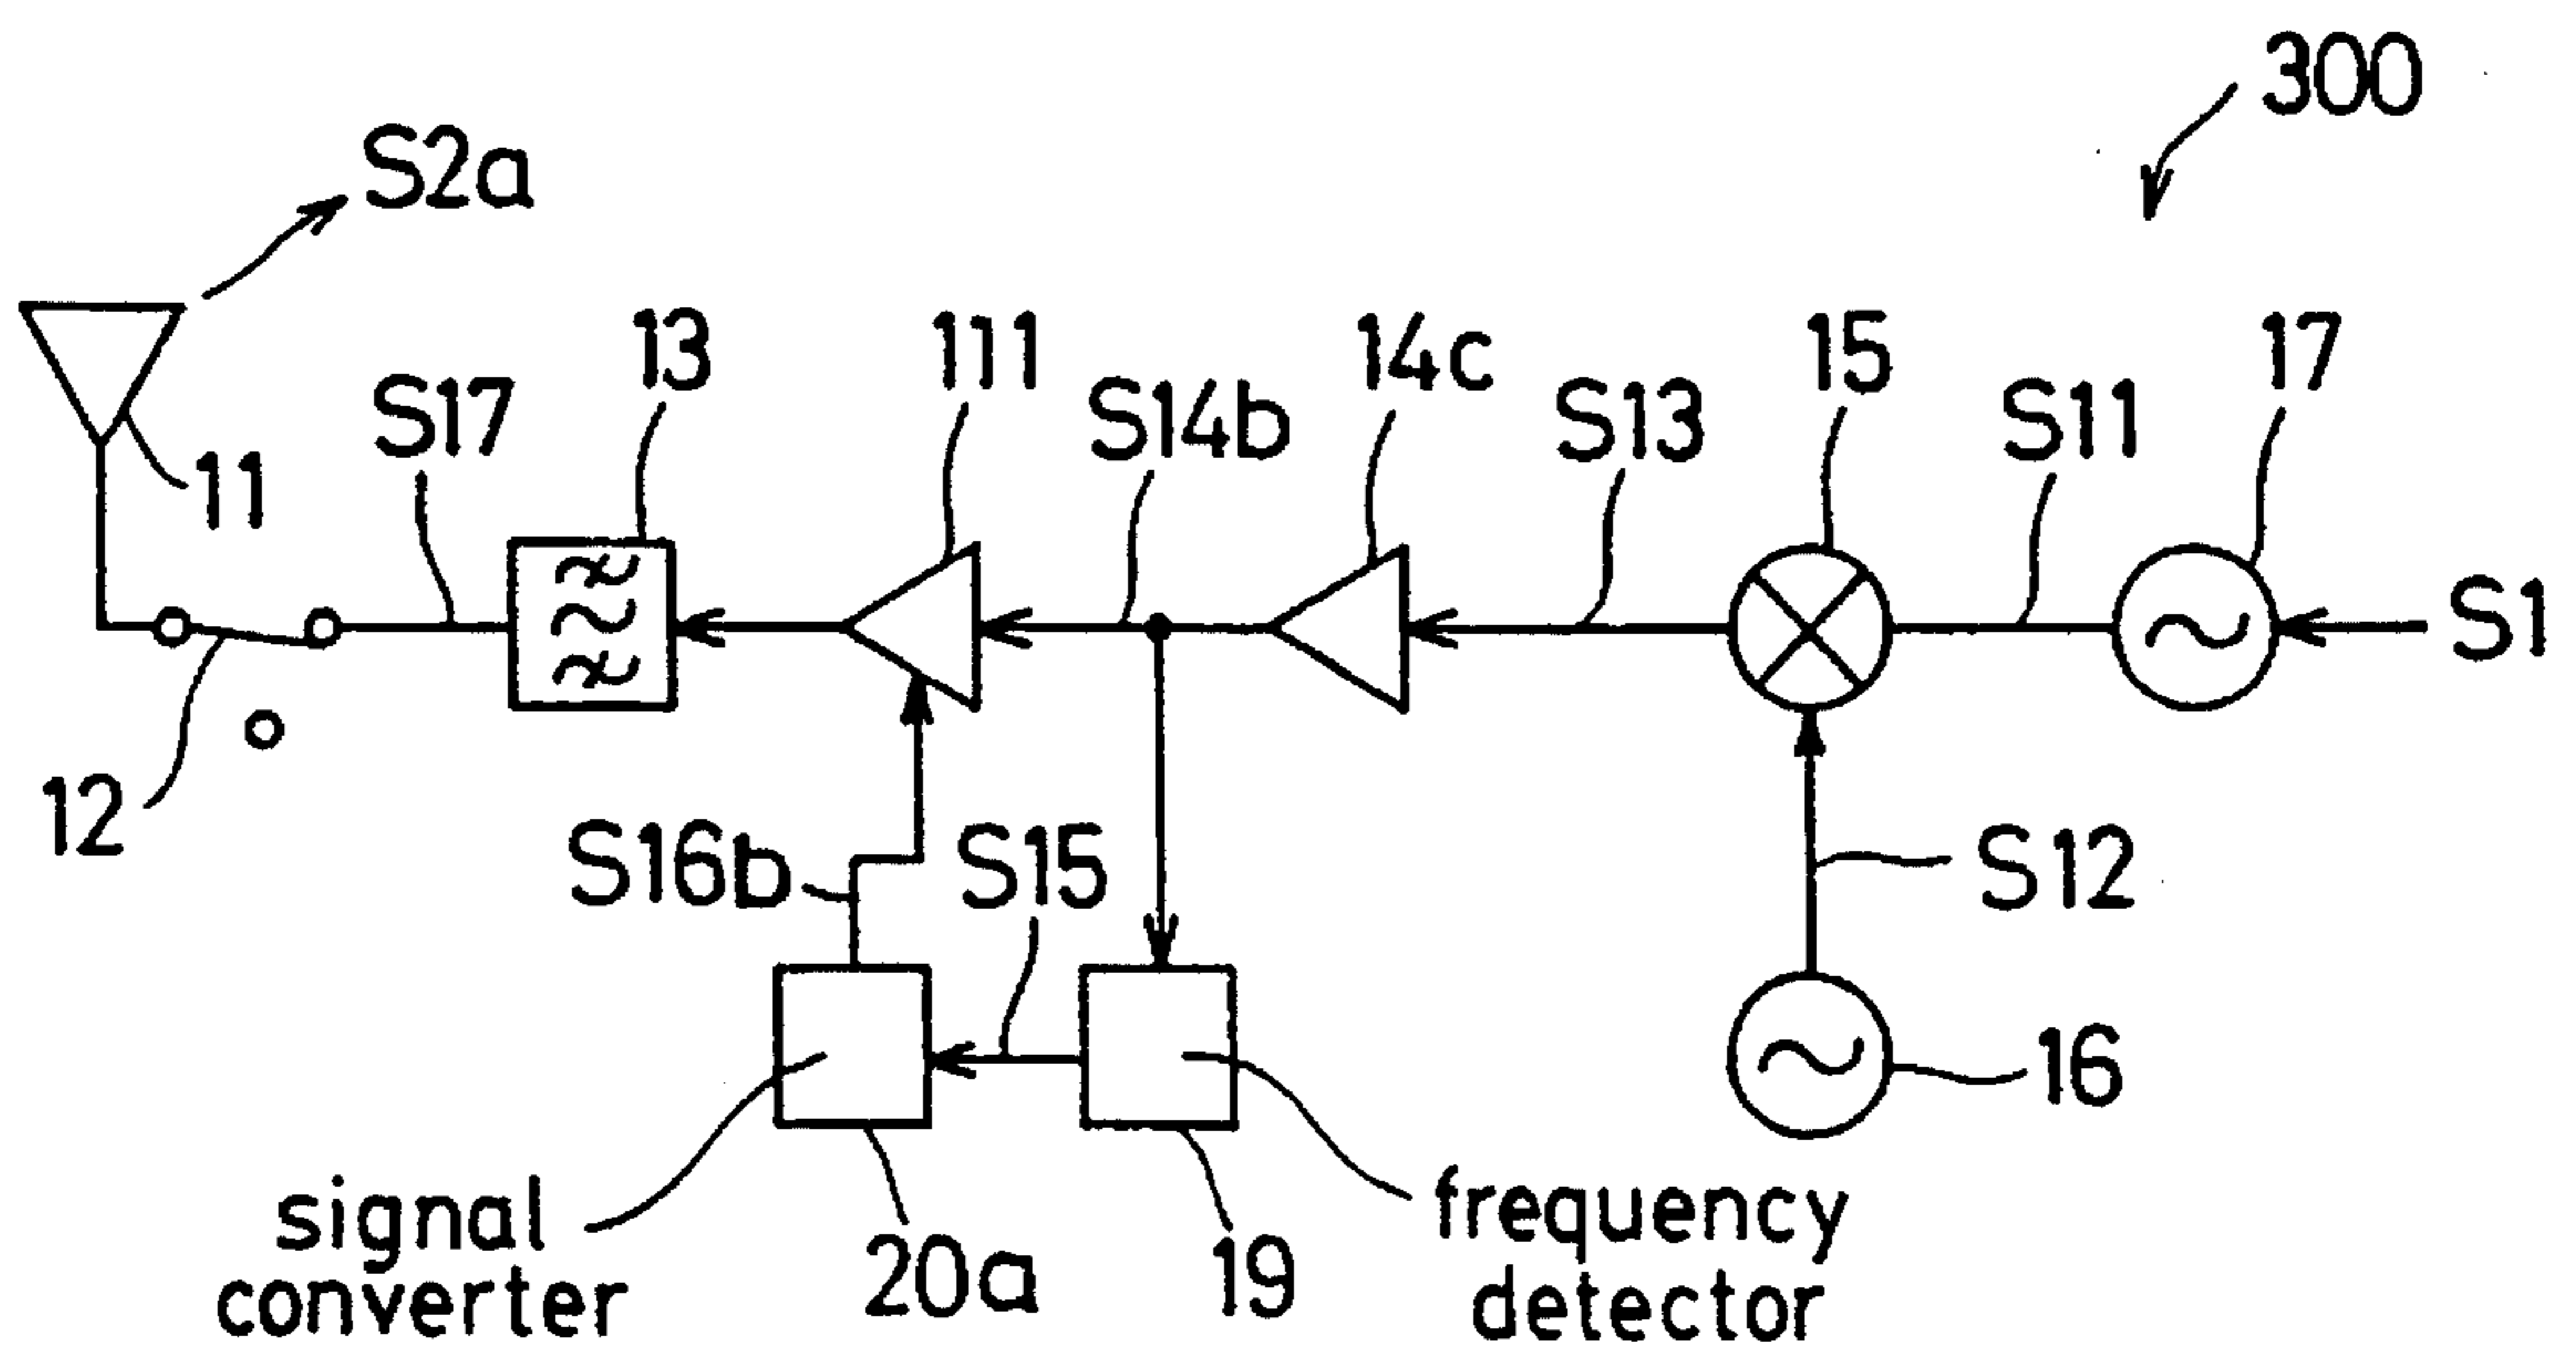 300
S2a
13
111
14c
15
17
S17
S14b
S13
S11
11
S1
12
S16b
S15
S12
16
signal
converter
20a
19
frequency
detector